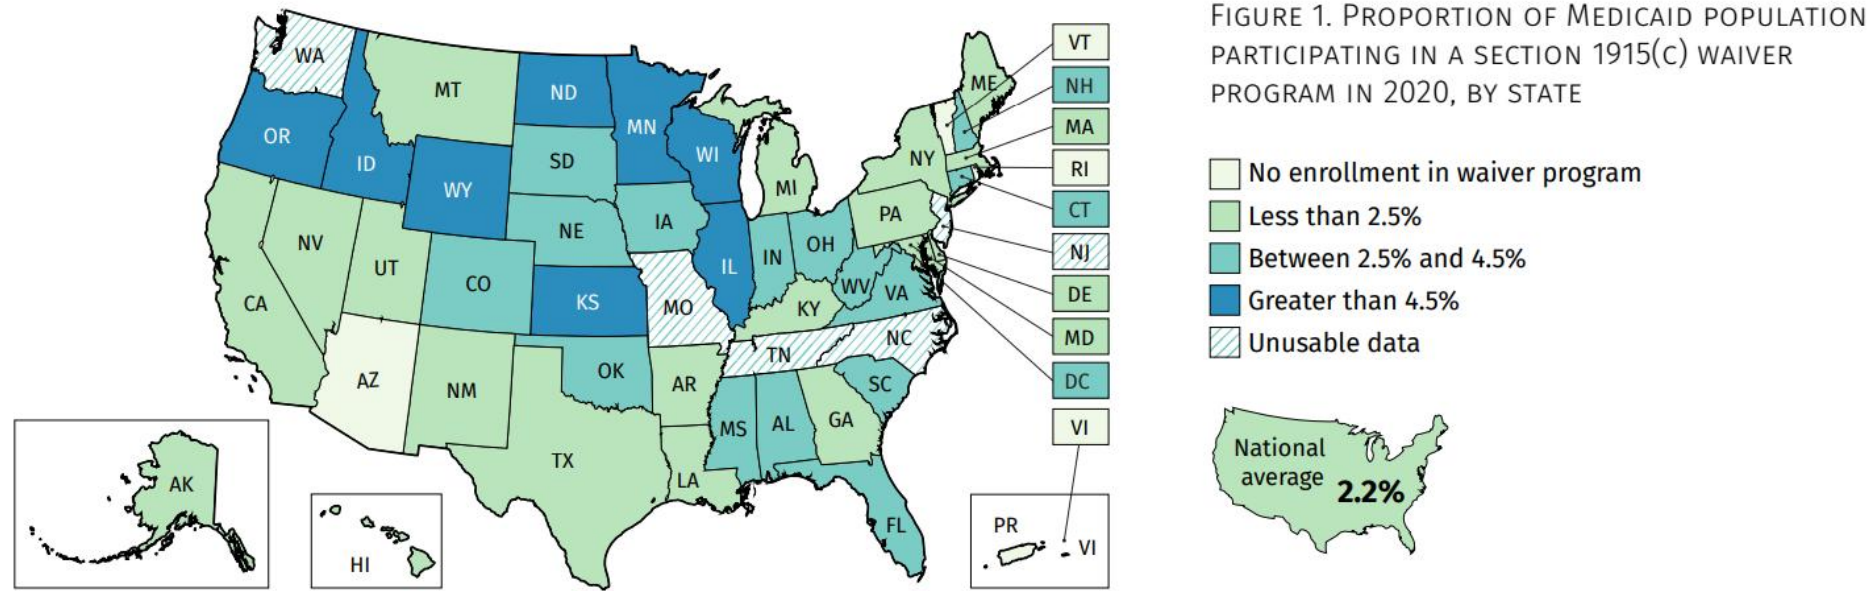 FIGURE 1. PROPORTION OF MEDICAID POPULATION
PARTICIPATING IN A SECTION 1915(C) WAIVER
PROGRAM IN 2020, BY STATE
No enrollment in waiver program
Less than 2.5%
Between 2.5% and 4.5%
Greater than 4.5%
Unusable data
National
average 2.2%
WA
MT
ND
MN
OR
ID
WY
SD
WI
MI
NY
ME
VT
NH
MA
RI
CT
NJ
DE
MD
DC
VI
NV
UT
CO
NE
IA
IL
IN
OH
PA
CA
KS
MO
KY
WV
VA
AZ
NM
OK
AR
TN
NC
SC
MS
AL
GA
TX
LA
FL
AK
HI
PR
VI